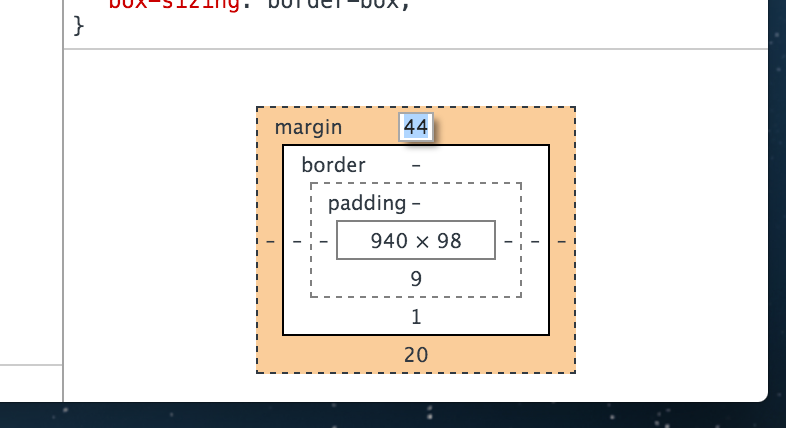 box-sizing: border-box;
}
margin 44
border -
padding -
- - - 940 × 98 - - -
9
1
20